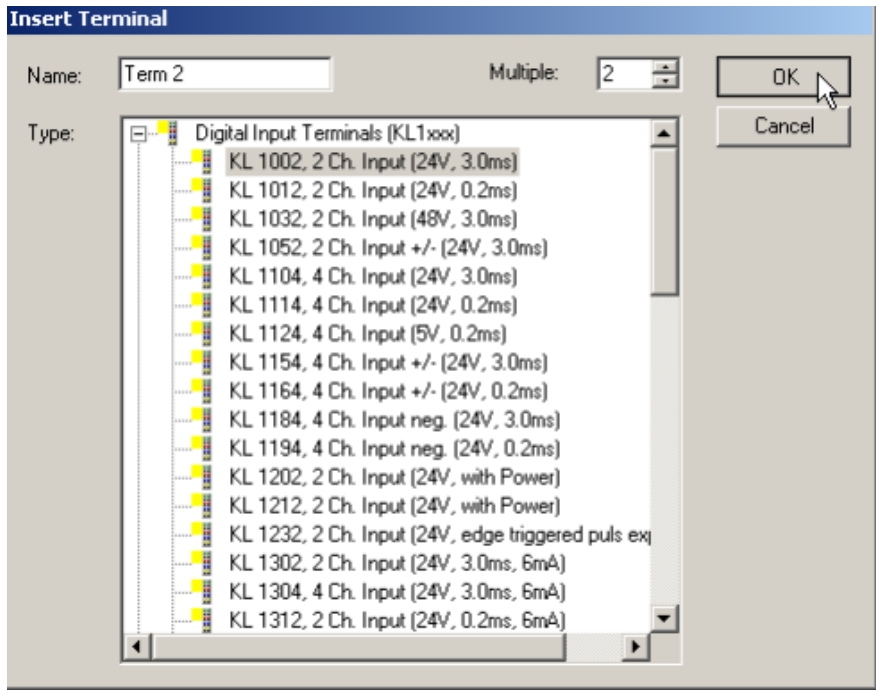 Insert Terminal
Name: Term 2 Multiple: 2 OK
Type: Cancel
Digital Input Terminals (KL1xxx)
KL 1002, 2 Ch. Input (24V, 3.0ms)
KL 1012, 2 Ch. Input (24V, 0.2ms)
KL 1032, 2 Ch. Input (48V, 3.0ms)
KL 1052, 2 Ch. Input +/- (24V, 3.0ms)
KL 1104, 4 Ch. Input (24V, 3.0ms)
KL 1114, 4 Ch. Input (24V, 0.2ms)
KL 1124, 4 Ch. Input (5V, 0.2ms)
KL 1154, 4 Ch. Input +/- (24V, 3.0ms)
KL 1164, 4 Ch. Input +/- (24V, 0.2ms)
KL 1184, 4 Ch. Input neg. (24V, 3.0ms)
KL 1194, 4 Ch. Input neg. (24V, 0.2ms)
KL 1202, 2 Ch. Input (24V, with Power)
KL 1212, 2 Ch. Input (24V, with Power)
KL 1232, 2 Ch. Input (24V, edge triggered puls exp
KL 1302, 2 Ch. Input (24V, 3.0ms, 6mA)
KL 1304, 4 Ch. Input (24V, 3.0ms, 6mA)
KL 1312, 2 Ch. Input (24V, 0.2ms, 6mA)